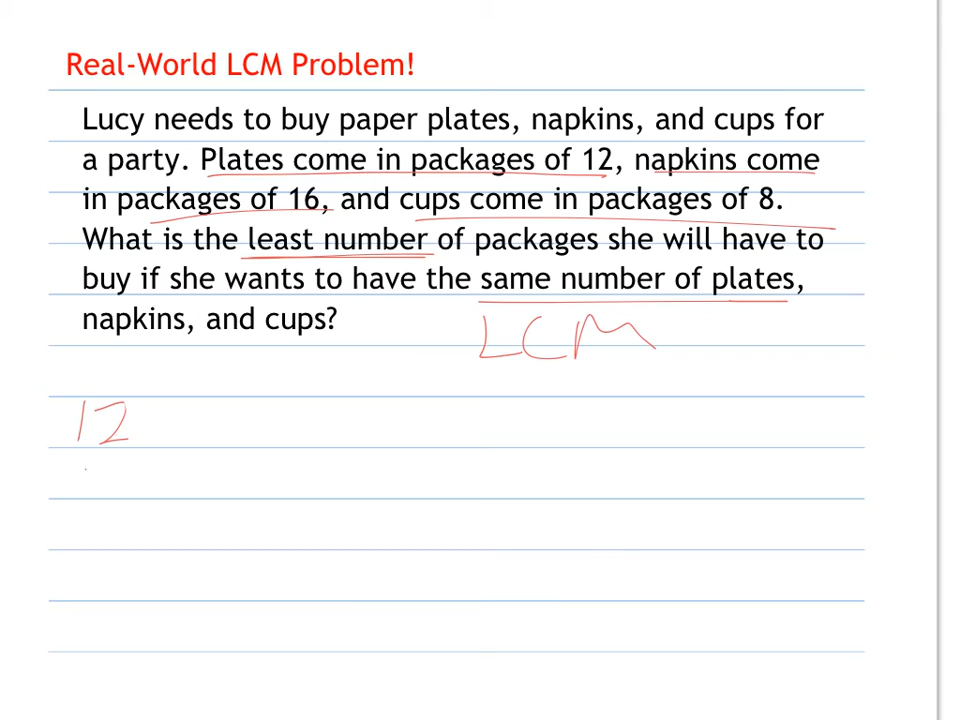 Real-World LCM Problem!
Lucy needs to buy paper plates, napkins, and cups for
a party. Plates come in packages of 12, napkins come
in packages of 16, and cups come in packages of 8.
What is the least number of packages she will have to
buy if she wants to have the same number of plates,
napkins, and cups?
LCM
12